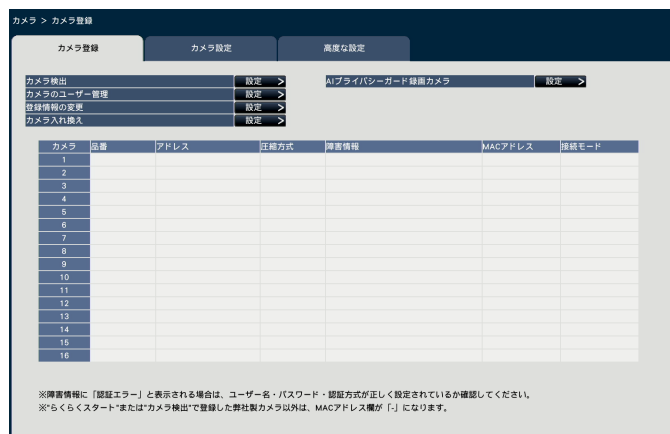 カメラ > カメラ登録
カメラ登録 カメラ設定 高度な設定
カメラ検出 設定 > AIプライバシーガード録画カメラ 設定 >
カメラのユーザー管理 設定 >
登録情報の変更 設定 >
カメラ入れ換え 設定 >
カメラ 品番 アドレス 圧縮方式 障害情報 MACアドレス 接続モード
1
2
3
4
5
6
7
8
9
10
11
12
13
14
15
16
※障害情報に「認証エラー」と表示される場合は、ユーザー名・パスワード・認証方式が正しく設定されているか確認してください。
※"らくらくスタート"または"カメラ検出"で登録した弊社製カメラ以外は、MACアドレス欄が「-」になります。